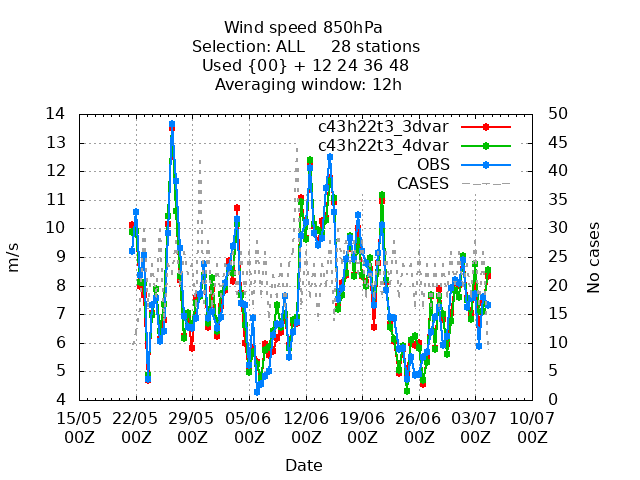 Wind speed 850hPa
Selection: ALL 28 stations
Used {00} + 12 24 36 48
Averaging window: 12h
c43h22t3_3dvar
c43h22t3_4dvar
OBS
CASES
m/s
14
13
12
11
10
9
8
7
6
5
4
50
45
40
35
30
25
20
15
10
5
0
No cases
15/05 22/05 29/05 05/06 12/06 19/06 26/06 03/07 10/07
00Z 00Z 00Z 00Z 00Z 00Z 00Z 00Z 00Z
Date